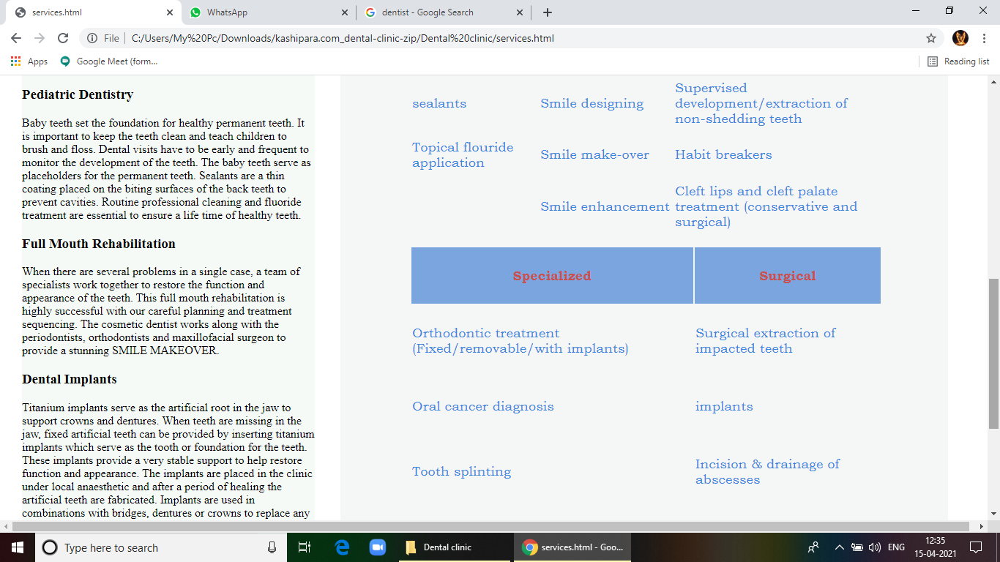 services.html
WhatsApp
dentist - Google Search
File
C:/Users/My%20Pc/Downloads/kashipara.com_dental-clinic-zip/Dental%20clinic/services.html
Apps
Google Meet (form...
Reading list
Pediatric Dentistry
Baby teeth set the foundation for healthy permanent teeth. It
is important to keep the teeth clean and teach children to
brush and floss. Dental visits have to be early and frequent to
monitor the development of the teeth. The baby teeth serve as
placeholders for the permanent teeth. Sealants are a thin
coating placed on the biting surfaces of the back teeth to
prevent cavities. Routine professional cleaning and fluoride
treatment are essential to ensure a life time of healthy teeth.
Full Mouth Rehabilitation
When there are several problems in a single case, a team of
specialists work together to restore the function and
appearance of the teeth. This full mouth rehabilitation is
highly successful with our careful planning and treatment
sequencing. The cosmetic dentist works along with the
periodontists, orthodontists and maxillofacial surgeon to
provide a stunning SMILE MAKEOVER.
Dental Implants
Titanium implants serve as the artificial root in the jaw to
support crowns and dentures. When teeth are missing in the
jaw, fixed artificial teeth can be provided by inserting titanium
implants which serve as the tooth or foundation for the teeth.
These implants provide a very stable support to help restore
function and appearance. The implants are placed in the clinic
under local anaesthetic and after a period of healing the
artificial teeth are fabricated. Implants are used in
combinations with bridges, dentures or crowns to replace any
sealants
Smile designing
Supervised
development/extraction of
non-shedding teeth
Topical flouride
application
Smile make-over
Habit breakers
Smile enhancement
Cleft lips and cleft palate
treatment (conservative and
surgical)
Specialized
Surgical
Orthodontic treatment
(Fixed/removable/with implants)
Surgical extraction of
impacted teeth
Oral cancer diagnosis
implants
Tooth splinting
Incision & drainage of
abscesses
Type here to search
Dental clinic
services.html - Goo...
ENG
12:35
15-04-2021